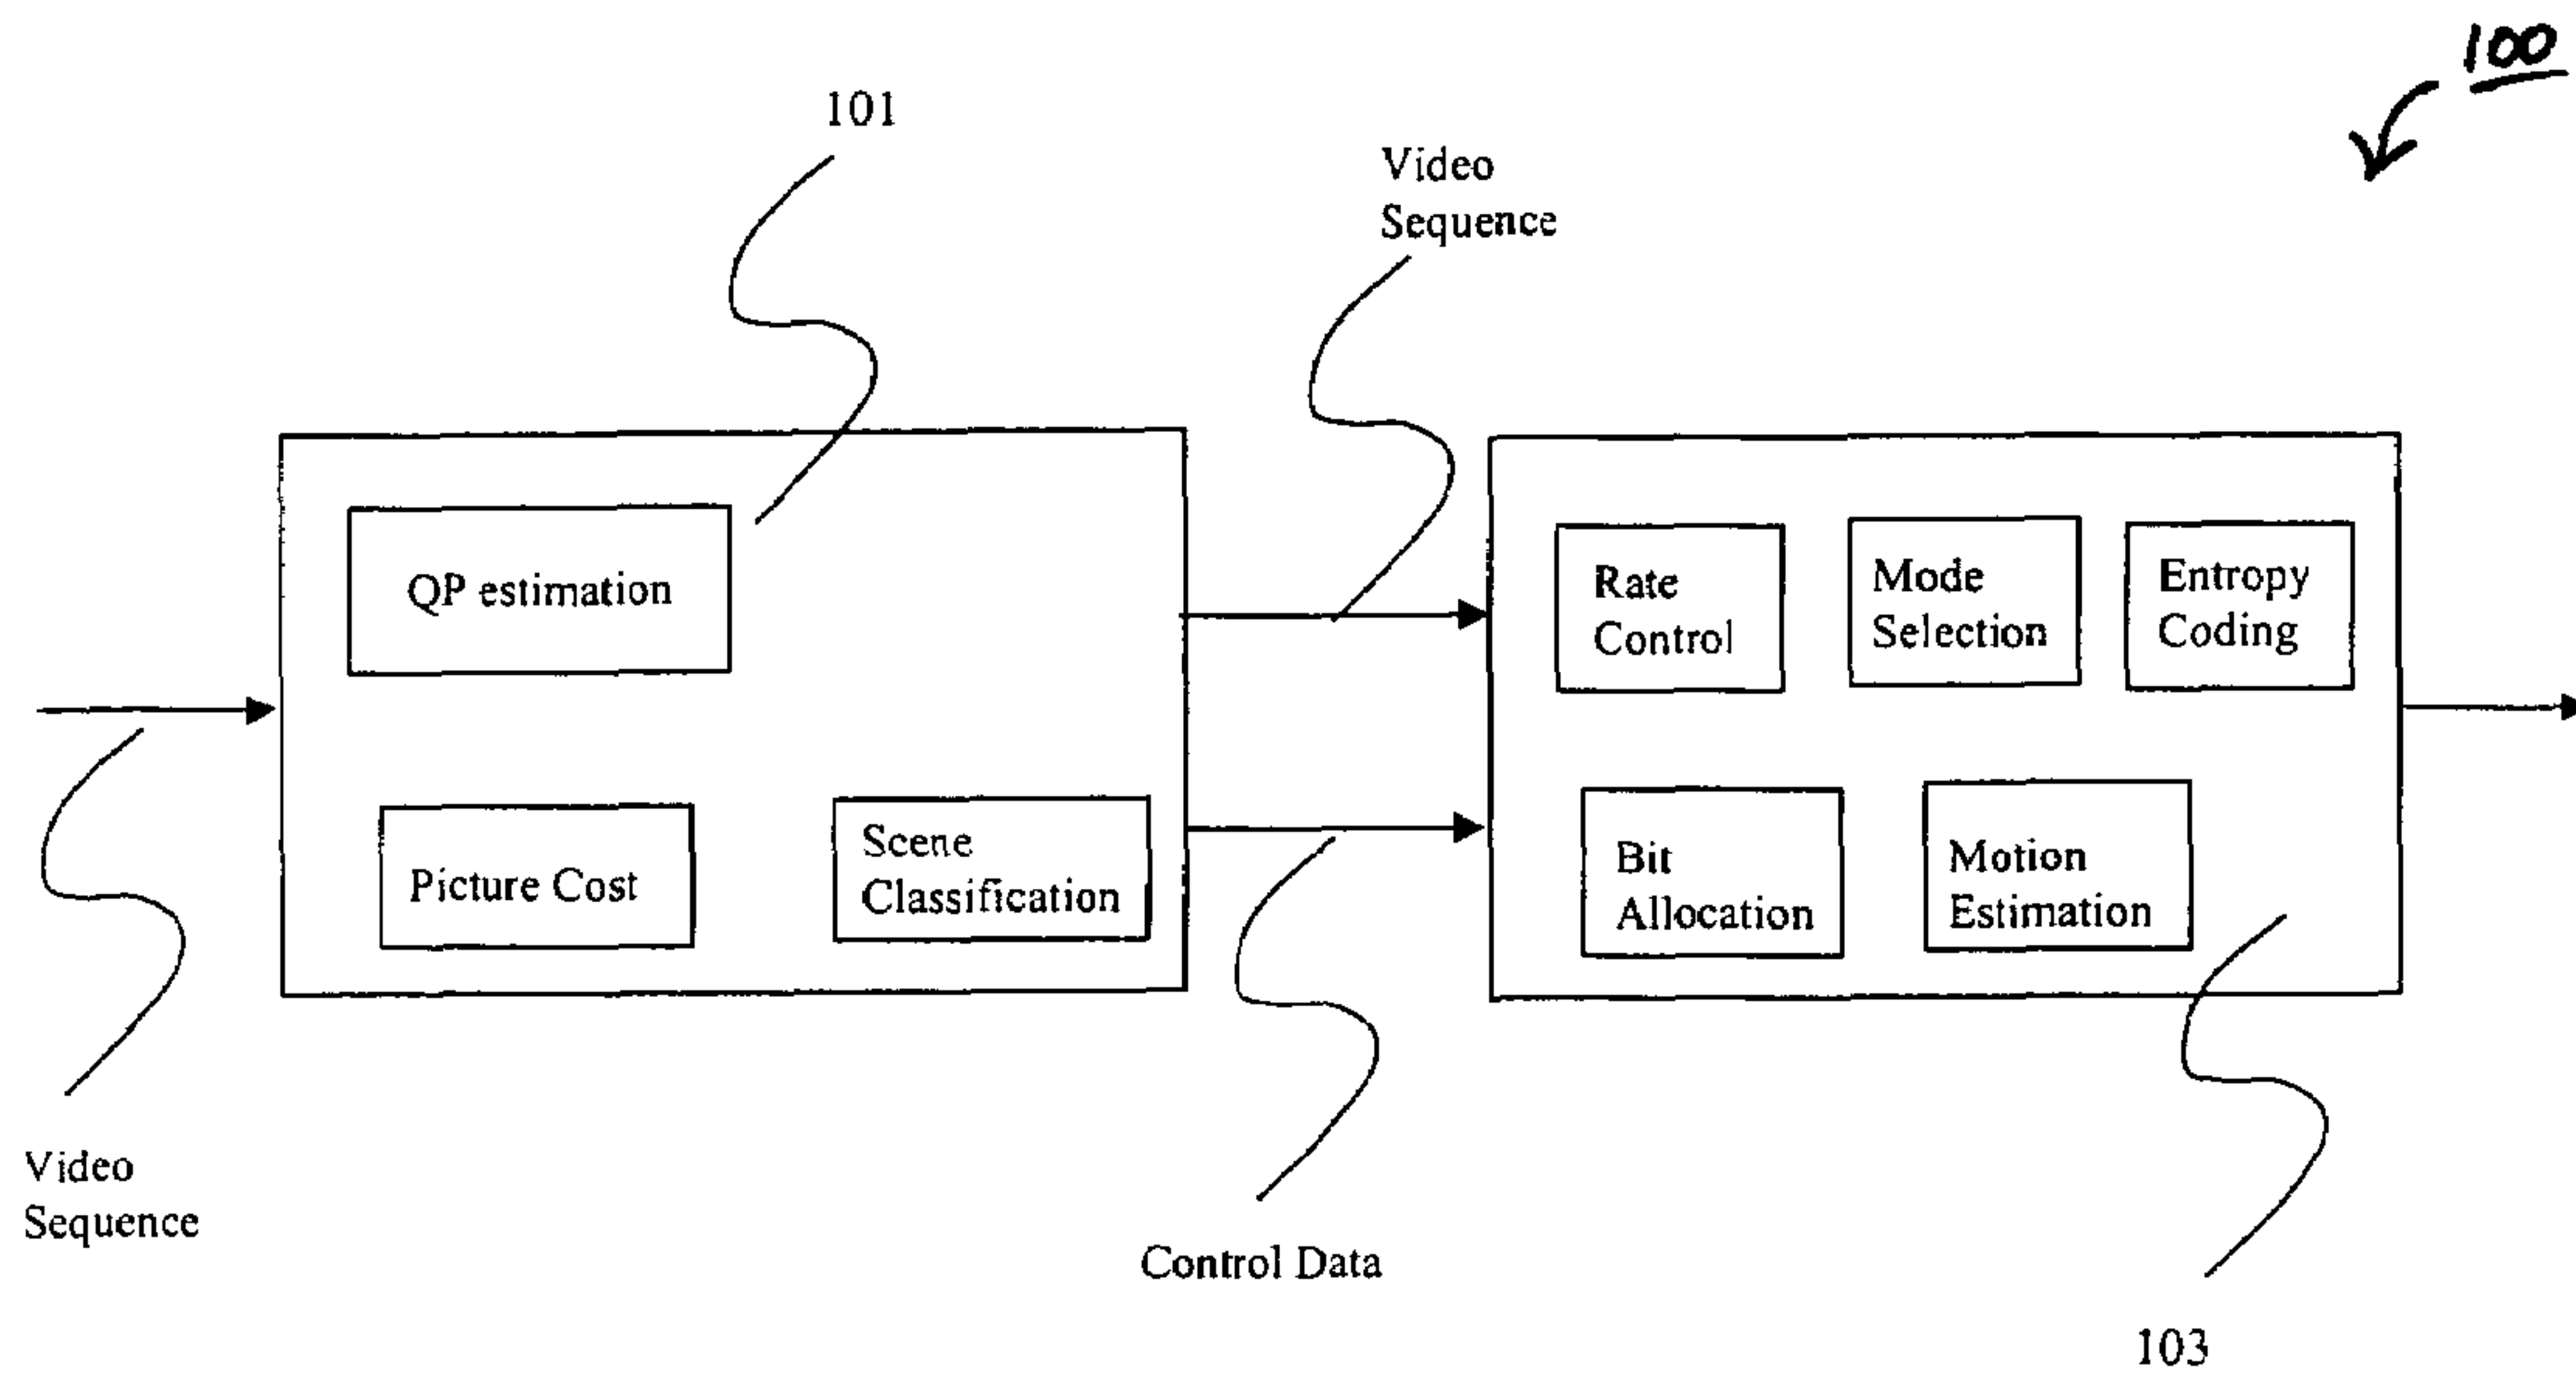 100
101
Video
Sequence
QP estimation
Picture Cost
Scene
Classification
Rate
Control
Mode
Selection
Entropy
Coding
Bit
Allocation
Motion
Estimation
Video
Sequence
Control Data
103